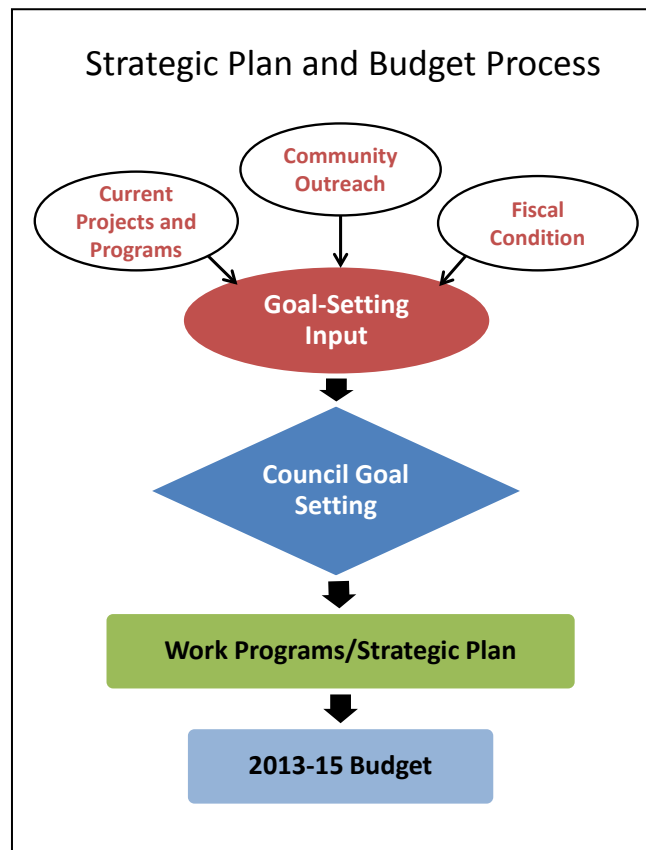 Strategic Plan and Budget Process
Community
Outreach
Current
Projects and
Programs
Fiscal
Condition
Goal-Setting
Input
Council Goal
Setting
Work Programs/Strategic Plan
2013-15 Budget